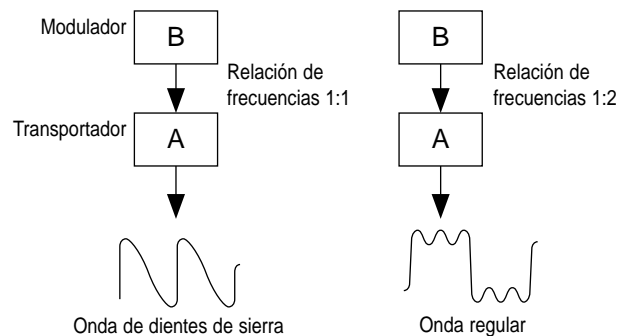 Modulador
B
Relación de
frecuencias 1:1
Transportador
A
Onda de dientes de sierra
B
Relación de
frecuencias 1:2
A
Onda regular